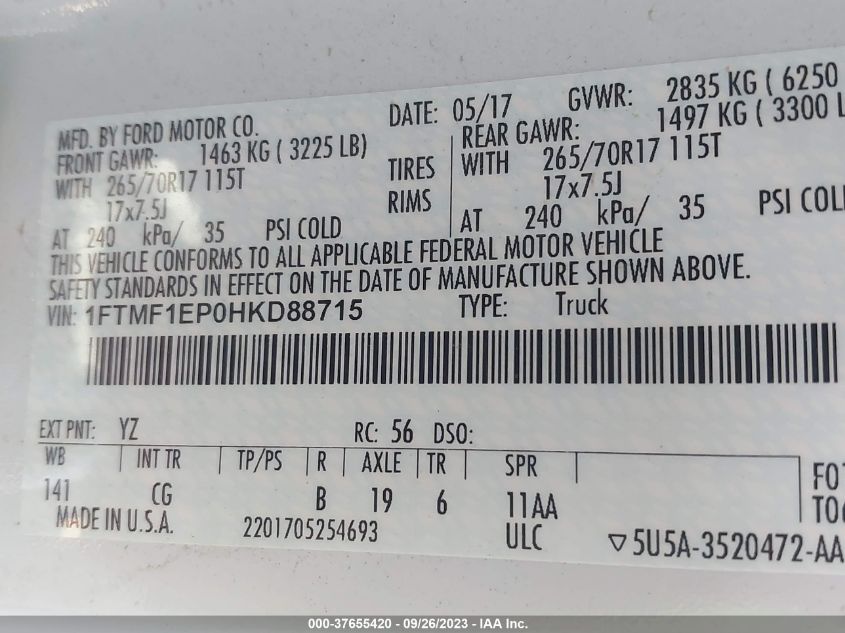 MFD. BY FORD MOTOR CO. DATE: 05/17 GVWR: 2835 KG ( 6250
FRONT GAWR: 1463 KG ( 3225 LB) REAR GAWR: 1497 KG ( 3300 L
WITH 265/70R17 115T TIRES WITH 265/70R17 115T
17x7.5J RIMS 17x7.5J
AT 240 kPa/ 35 PSI COLD AT 240 kPa/ 35 PSI COL
THIS VEHICLE CONFORMS TO ALL APPLICABLE FEDERAL MOTOR VEHICLE
SAFETY STANDARDS IN EFFECT ON THE DATE OF MANUFACTURE SHOWN ABOVE.
VIN: 1FTMF1EP0HKD88715 TYPE: Truck
EXT PNT: YZ RC: 56 DSO:
WB INT TR TP/PS R AXLE TR SPR
141 CG B 19 6 11AA
FO
TO
MADE IN U.S.A. 2201705254693 ULC ▽5U5A-3520472-AA
000-37655420 - 09/26/2023 - IAA Inc.